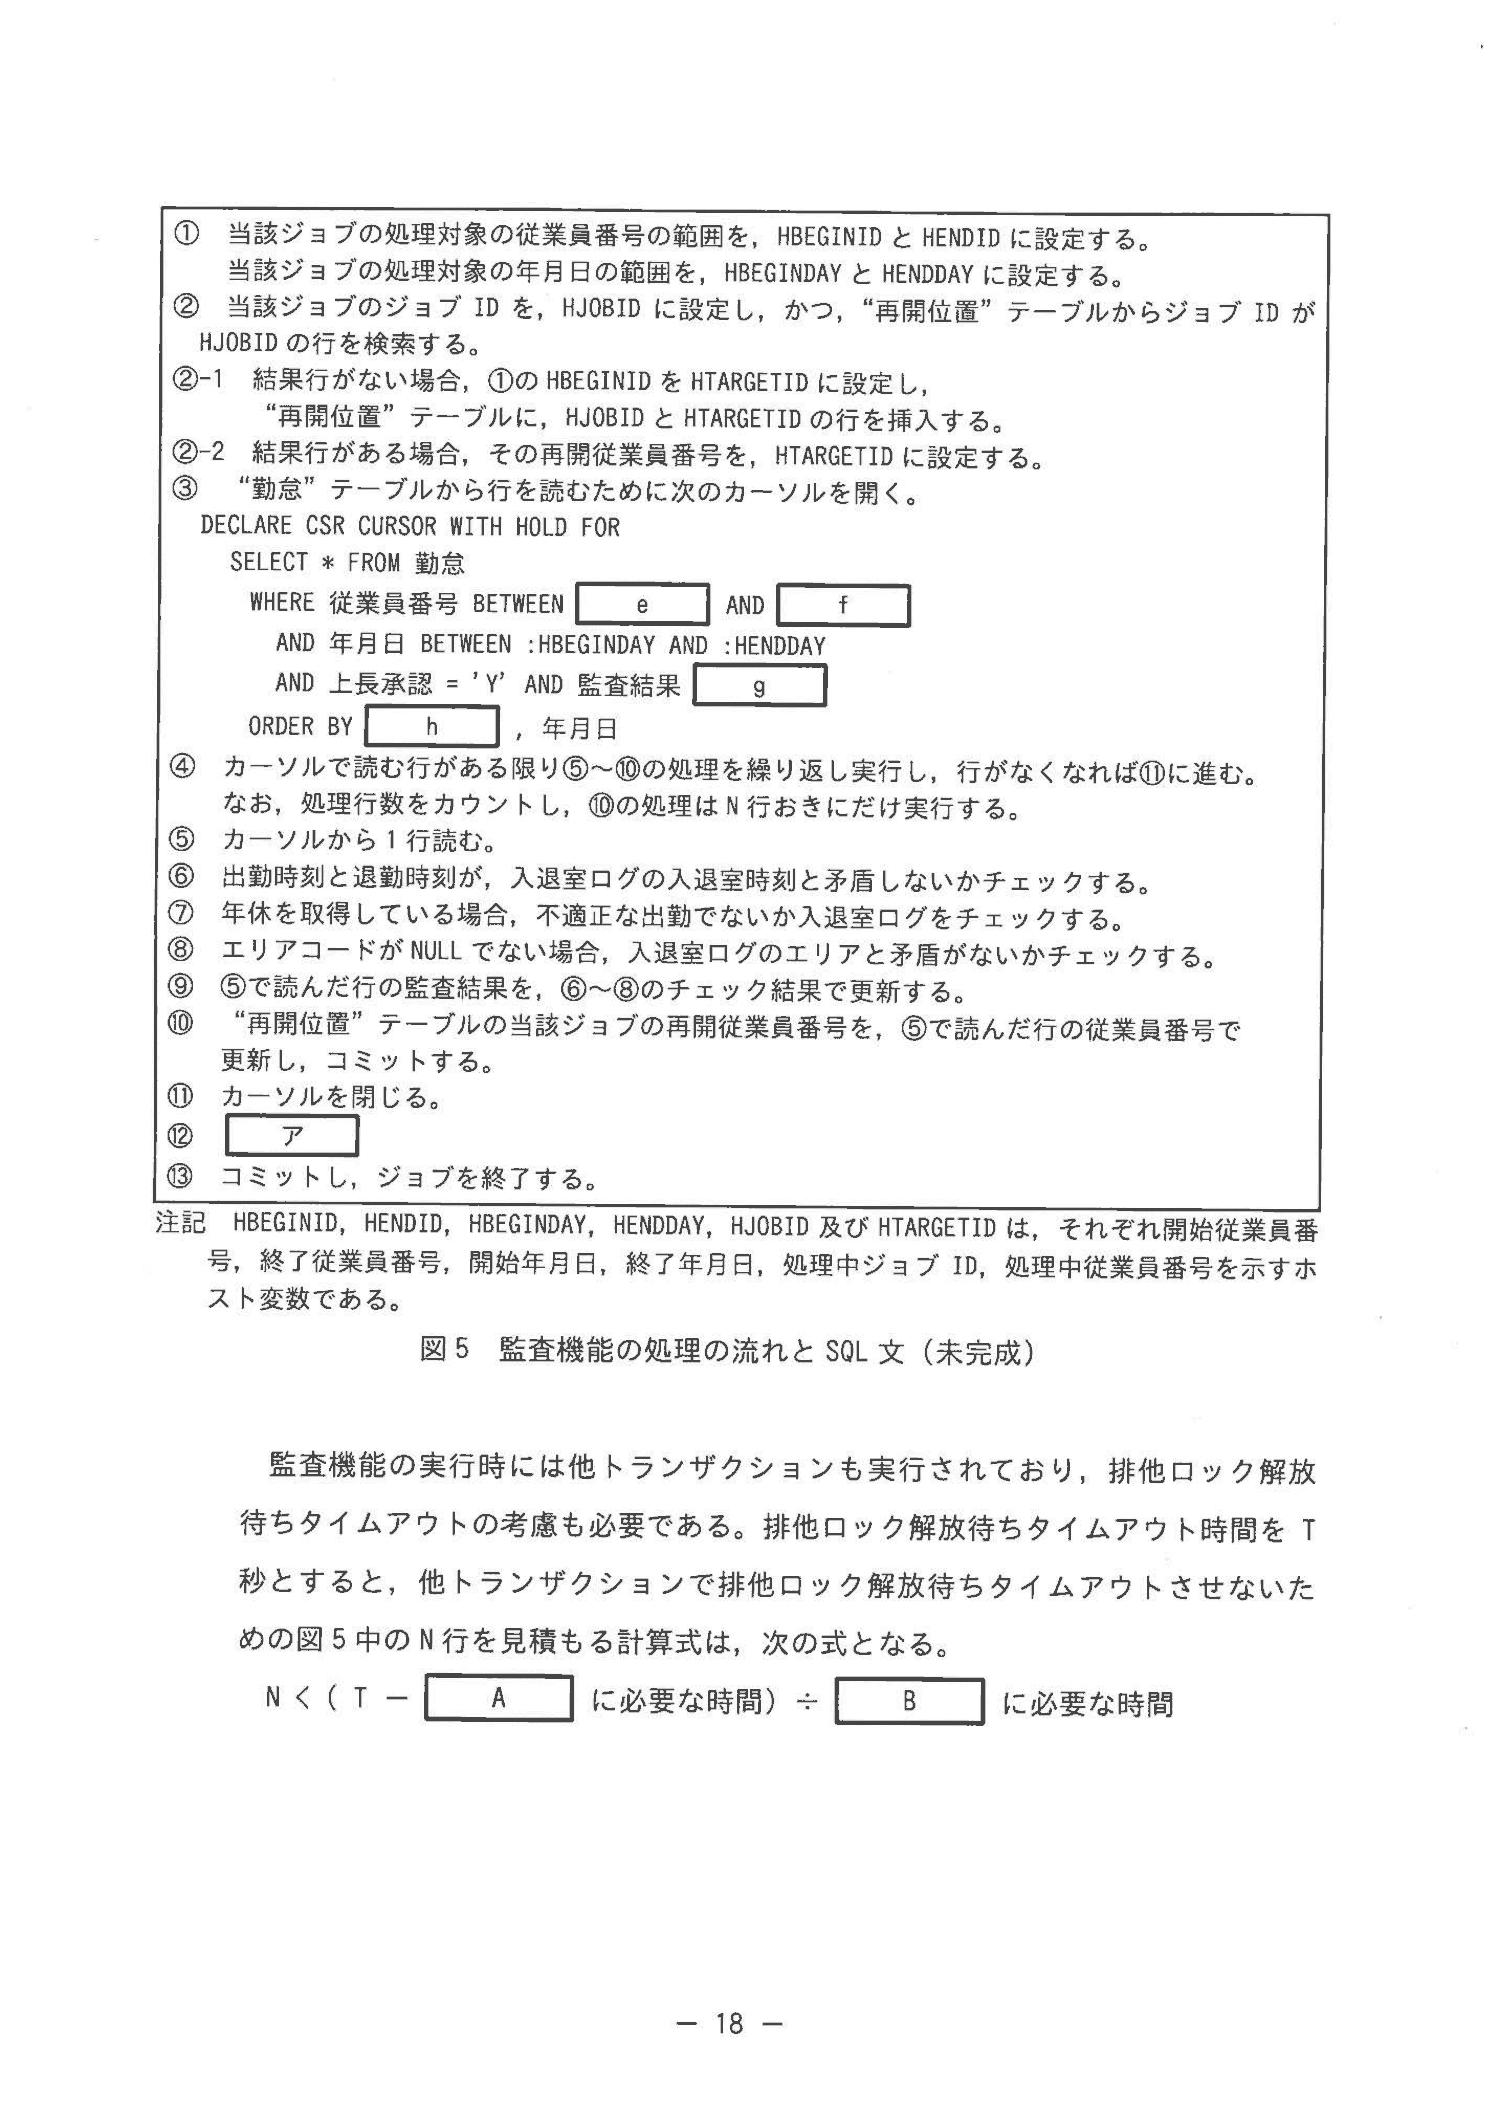 ① 当該ジョブの処理対象の従業員番号の範囲を，HBEGINID と HENDID に設定する。
当該ジョブの処理対象の年月日の範囲を，HBEGINDAY と HENDDAY に設定する。
② 当該ジョブのジョブ ID を，HJOBID に設定し，かつ，“再開位置” テーブルからジョブ ID が
HJOBID の行を検索する。
②-1 結果行がない場合，①の HBEGINID を HTARGETID に設定し，
“再開位置” テーブルに，HJOBID と HTARGETID の行を挿入する。
②-2 結果行がある場合，その再開従業員番号を，HTARGETID に設定する。
③ “勤怠” テーブルから行を読むために次のカーソルを開く。
DECLARE CSR CURSOR WITH HOLD FOR
SELECT * FROM 勤怠
WHERE 従業員番号 BETWEEN e AND f
AND 年月日 BETWEEN :HBEGINDAY AND :HENDDAY
AND 上長承認 = 'Y' AND 監査結果 g
ORDER BY h ，年月日
④ カーソルで読む行がある限り⑤～⑩の処理を繰り返し実行し，行がなくなれば⑪に進む。
なお，処理行数をカウントし，⑩の処理は N 行おきにだけ実行する。
⑤ カーソルから 1 行読む。
⑥ 出勤時刻と退勤時刻が，入退室ログの入退室時刻と矛盾しないかチェックする。
⑦ 年休を取得している場合，不適正な出勤でないか入退室ログをチェックする。
⑧ エリアコードが NULL でない場合，入退室ログのエリアと矛盾がないかチェックする。
⑨ ⑤で読んだ行の監査結果を，⑥～⑧のチェック結果で更新する。
⑩ “再開位置” テーブルの当該ジョブの再開従業員番号を，⑤で読んだ行の従業員番号で
更新し，コミットする。
⑪ カーソルを閉じる。
⑫ ア
⑬ コミットし，ジョブを終了する。
注記 HBEGINID，HENDID，HBEGINDAY，HENDDAY，HJOBID 及び HTARGETID は，それぞれ開始従業員番
号，終了従業員番号，開始年月日，終了年月日，処理中ジョブ ID，処理中従業員番号を示すホ
スト変数である。
図 5 監査機能の処理の流れと SQL 文（未完成）
監査機能の実行時には他トランザクションも実行されており，排他ロック解放
待ちタイムアウトの考慮も必要である。排他ロック解放待ちタイムアウト時間を T
秒とすると，他トランザクションで排他ロック解放待ちタイムアウトさせないた
めの図 5 中の N 行を見積もる計算式は，次の式となる。
N <（ T － A に必要な時間）÷ B に必要な時間
－ 18 －